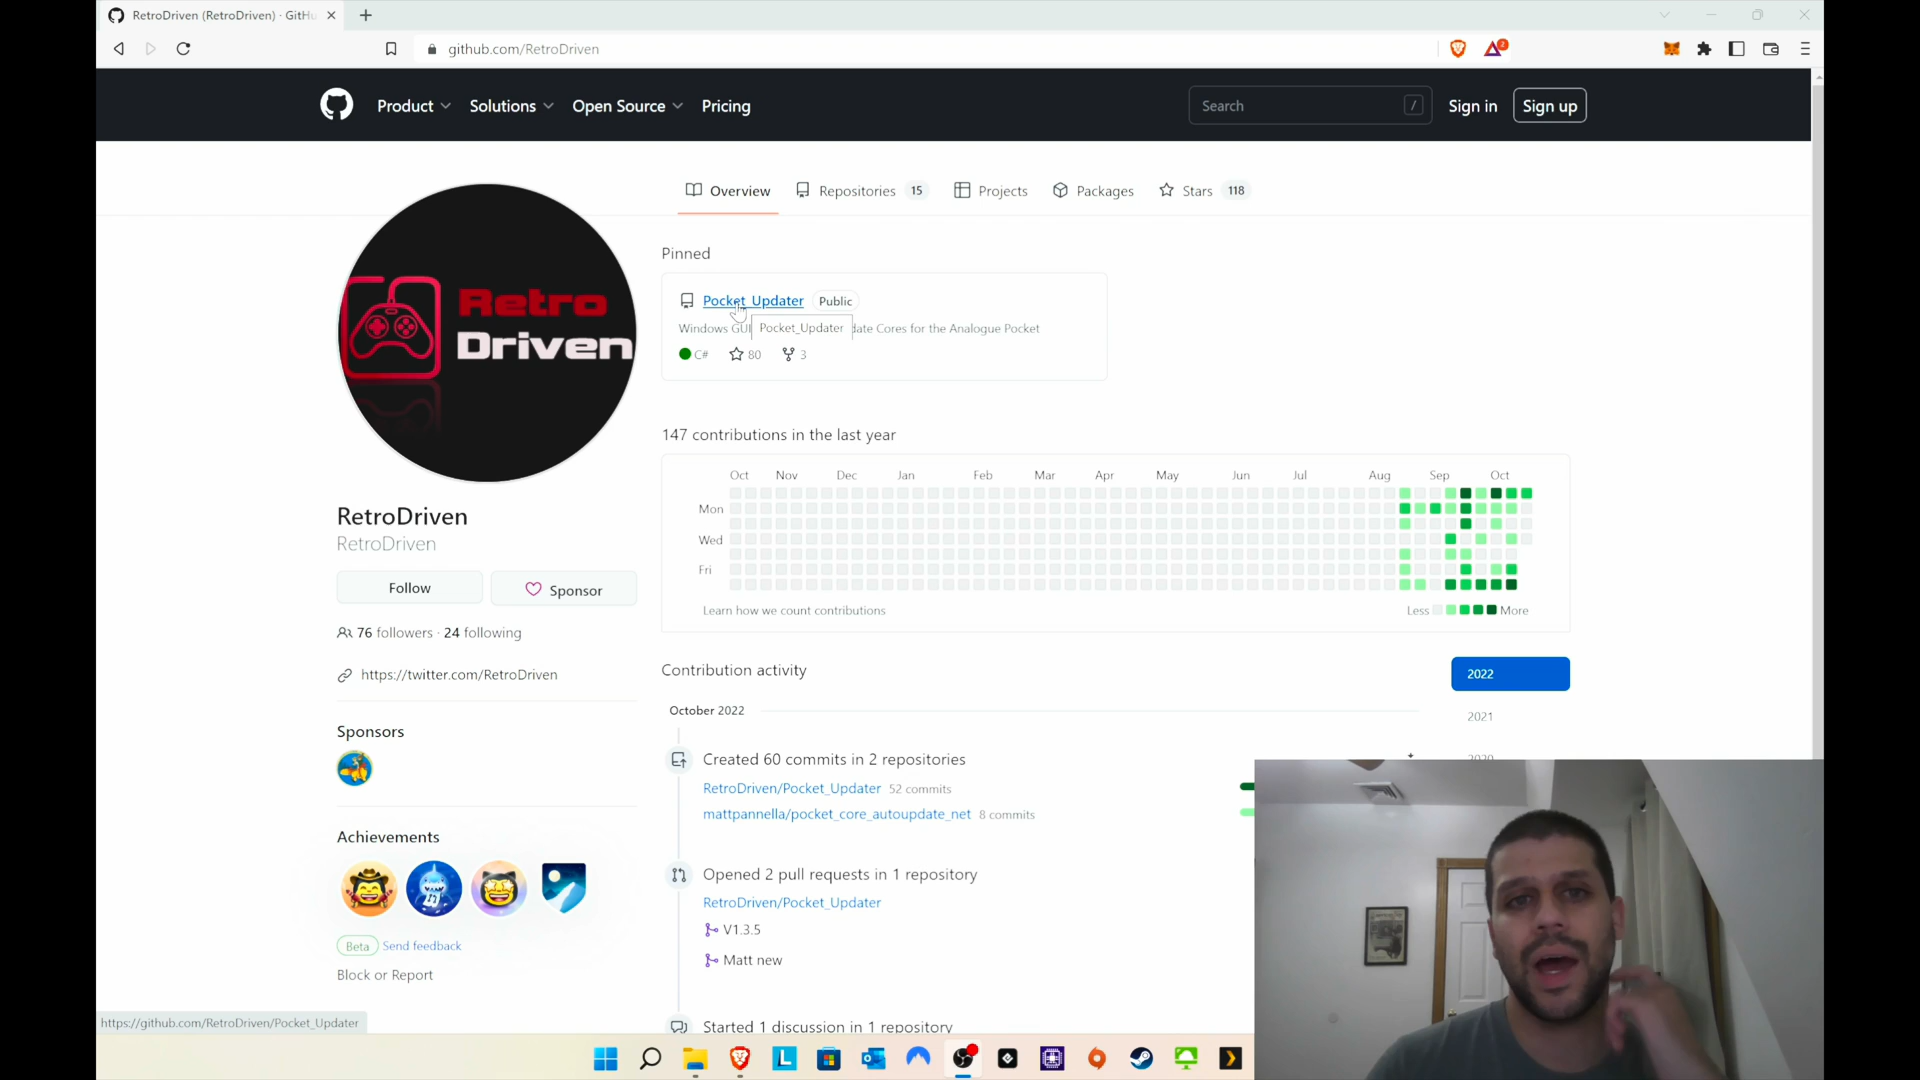 RetroDriven (RetroDriven) · GitHu
github.com/RetroDriven
2
Product
Solutions
Open Source
Pricing
Search
/
Sign in
Sign up
Overview
Repositories 15
Projects
Packages
Stars 118
Retro
Driven
Pinned
Pocket_Updater Public
Windows GUI
Pocket_Updater
date Cores for the Analogue Pocket
C# 80 3
147 contributions in the last year
Oct Nov Dec Jan Feb Mar Apr May Jun Jul Aug Sep Oct
Mon
Wed
Fri
Learn how we count contributions
Less More
RetroDriven
RetroDriven
Follow
Sponsor
76 followers · 24 following
https://twitter.com/RetroDriven
Sponsors
Achievements
Beta Send feedback
Block or Report
Contribution activity
2022
2021
2020
October 2022
Created 60 commits in 2 repositories
RetroDriven/Pocket_Updater 52 commits
mattpannella/pocket_core_autoupdate_net 8 commits
Opened 2 pull requests in 1 repository
RetroDriven/Pocket_Updater
V1.3.5
Matt new
Started 1 discussion in 1 repository
https://github.com/RetroDriven/Pocket_Updater